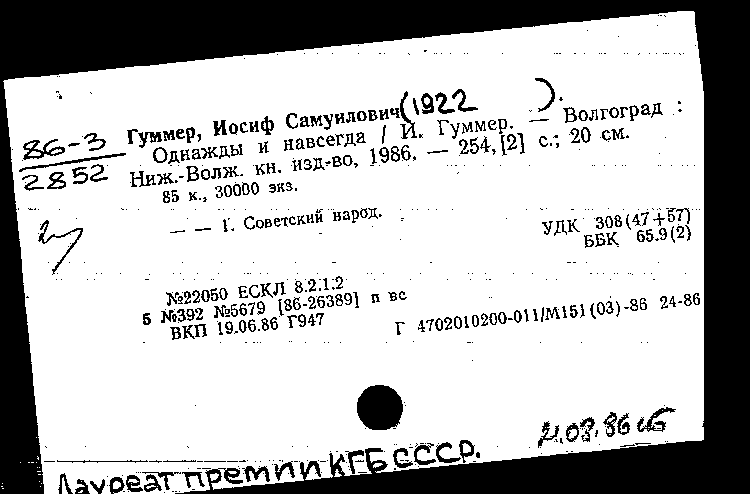 86-3
2852
Гуммер, Иосиф Самуилович (1922 ).
Однажды и навсегда / И. Гуммер. — Волгоград :
Ниж.-Волж. кн. изд-во, 1986. — 254, [2] с.; 20 см.
85 к., 30000 экз.
— — 1. Советский народ.
УДК 308(47+57)
ББК 65.9(2)
№22050 ЕСКЛ 8.2.1.2
5 №392 №5679 [86-26389] п вс
ВКП 19.06.86 Г947
Г 4702010200-011/М151(03)-86 24-86
21.08.86
Лауреат премии КГБ СССР.